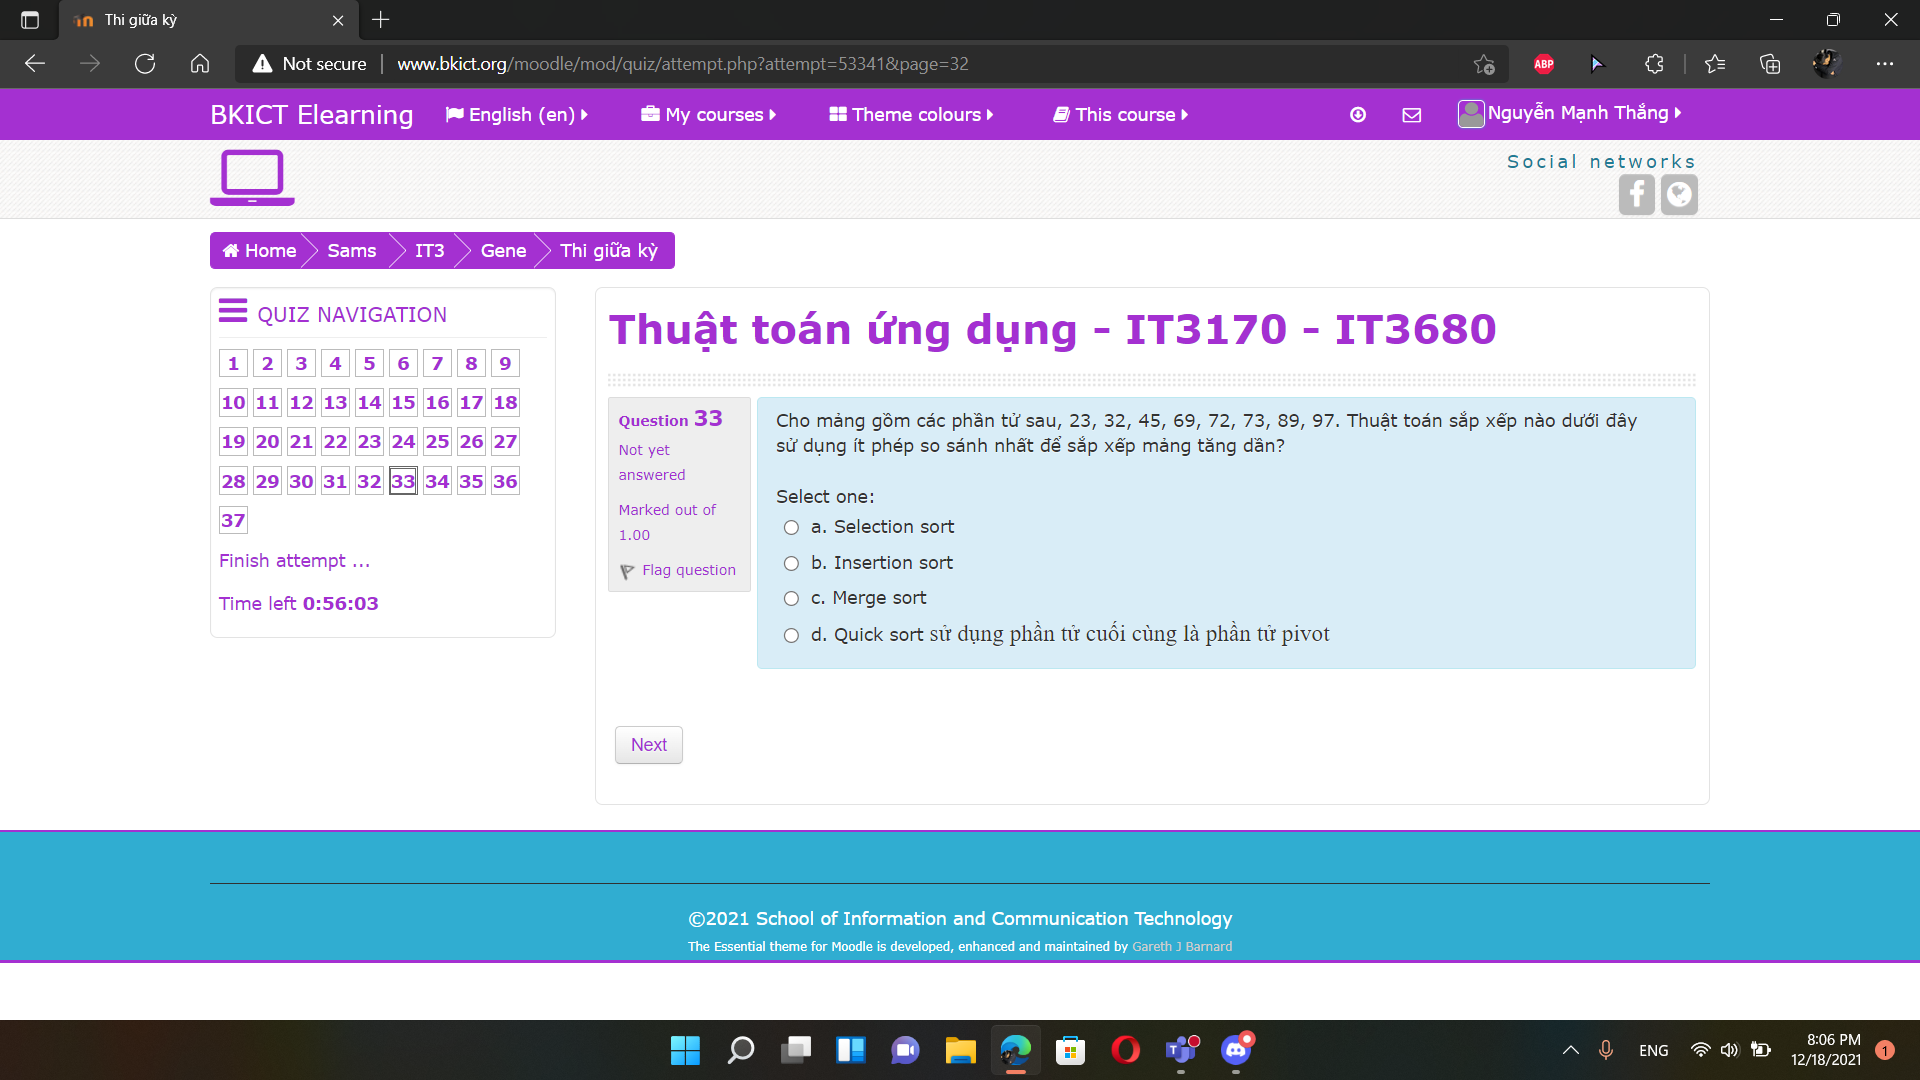 Thi giữa kỳ
Not secure
www.bkict.org/moodle/mod/quiz/attempt.php?attempt=53341&page=32
ABP
BKICT Elearning
English (en)
My courses
Theme colours
This course
Nguyễn Mạnh Thắng
Social networks
Home
Sams
IT3
Gene
Thi giữa kỳ
QUIZ NAVIGATION
1 2 3 4 5 6 7 8 9
10 11 12 13 14 15 16 17 18
19 20 21 22 23 24 25 26 27
28 29 30 31 32 33 34 35 36
37
Finish attempt ...
Time left 0:56:03
Thuật toán ứng dụng - IT3170 - IT3680
Question 33
Not yet
answered
Marked out of
1.00
Flag question
Cho mảng gồm các phần tử sau, 23, 32, 45, 69, 72, 73, 89, 97. Thuật toán sắp xếp nào dưới đây
sử dụng ít phép so sánh nhất để sắp xếp mảng tăng dần?
Select one:
a. Selection sort
b. Insertion sort
c. Merge sort
d. Quick sort sử dụng phần tử cuối cùng là phần tử pivot
Next
©2021 School of Information and Communication Technology
The Essential theme for Moodle is developed, enhanced and maintained by Gareth J Barnard
ENG
8:06 PM
12/18/2021
1